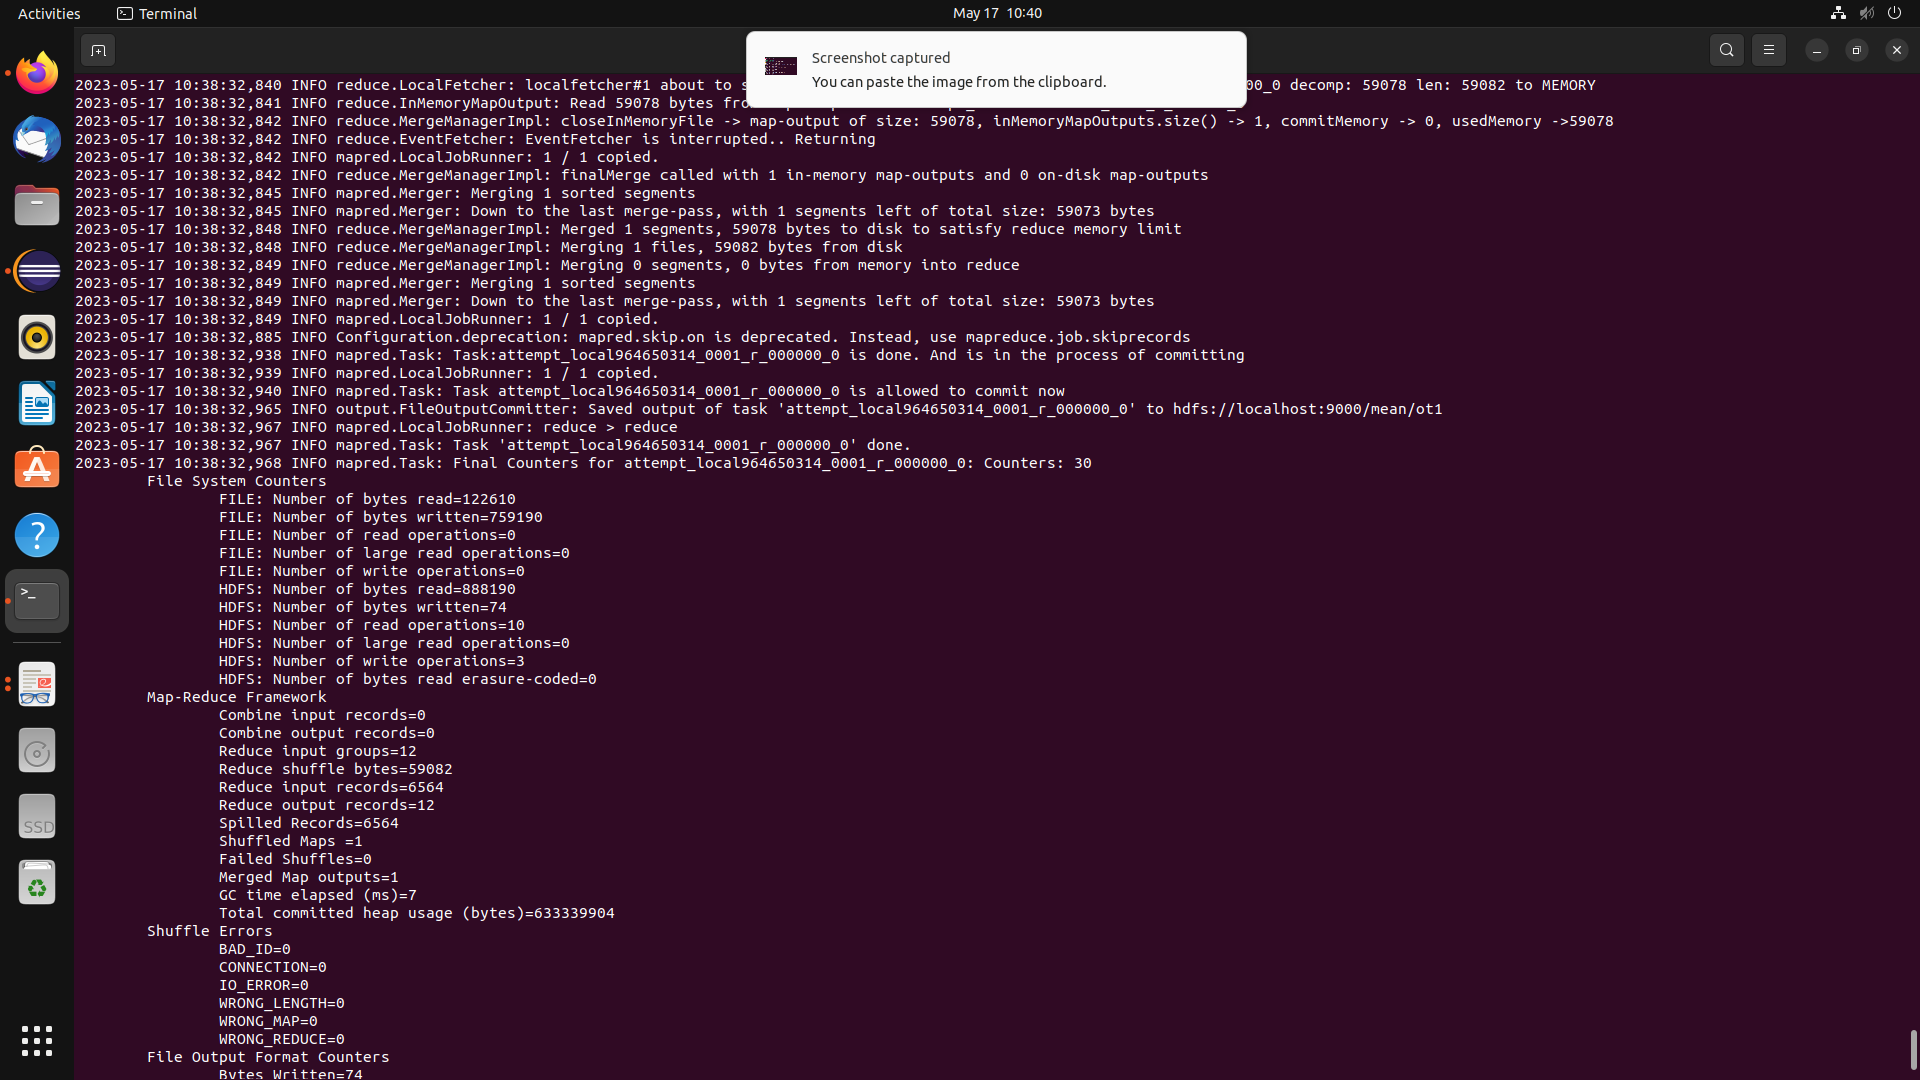 Activities
Terminal
May 17 10:40
Screenshot captured
You can paste the image from the clipboard.
2023-05-17 10:38:32,840 INFO reduce.LocalFetcher: localfetcher#1 about to s 00_0 decomp: 59078 len: 59082 to MEMORY
2023-05-17 10:38:32,841 INFO reduce.InMemoryMapOutput: Read 59078 bytes fro
2023-05-17 10:38:32,842 INFO reduce.MergeManagerImpl: closeInMemoryFile -> map-output of size: 59078, inMemoryMapOutputs.size() -> 1, commitMemory -> 0, usedMemory ->59078
2023-05-17 10:38:32,842 INFO reduce.EventFetcher: EventFetcher is interrupted.. Returning
2023-05-17 10:38:32,842 INFO mapred.LocalJobRunner: 1 / 1 copied.
2023-05-17 10:38:32,842 INFO reduce.MergeManagerImpl: finalMerge called with 1 in-memory map-outputs and 0 on-disk map-outputs
2023-05-17 10:38:32,845 INFO mapred.Merger: Merging 1 sorted segments
2023-05-17 10:38:32,845 INFO mapred.Merger: Down to the last merge-pass, with 1 segments left of total size: 59073 bytes
2023-05-17 10:38:32,848 INFO reduce.MergeManagerImpl: Merged 1 segments, 59078 bytes to disk to satisfy reduce memory limit
2023-05-17 10:38:32,848 INFO reduce.MergeManagerImpl: Merging 1 files, 59082 bytes from disk
2023-05-17 10:38:32,849 INFO reduce.MergeManagerImpl: Merging 0 segments, 0 bytes from memory into reduce
2023-05-17 10:38:32,849 INFO mapred.Merger: Merging 1 sorted segments
2023-05-17 10:38:32,849 INFO mapred.Merger: Down to the last merge-pass, with 1 segments left of total size: 59073 bytes
2023-05-17 10:38:32,849 INFO mapred.LocalJobRunner: 1 / 1 copied.
2023-05-17 10:38:32,885 INFO Configuration.deprecation: mapred.skip.on is deprecated. Instead, use mapreduce.job.skiprecords
2023-05-17 10:38:32,938 INFO mapred.Task: Task:attempt_local964650314_0001_r_000000_0 is done. And is in the process of committing
2023-05-17 10:38:32,939 INFO mapred.LocalJobRunner: 1 / 1 copied.
2023-05-17 10:38:32,940 INFO mapred.Task: Task attempt_local964650314_0001_r_000000_0 is allowed to commit now
2023-05-17 10:38:32,965 INFO output.FileOutputCommitter: Saved output of task 'attempt_local964650314_0001_r_000000_0' to hdfs://localhost:9000/mean/ot1
2023-05-17 10:38:32,967 INFO mapred.LocalJobRunner: reduce > reduce
2023-05-17 10:38:32,967 INFO mapred.Task: Task 'attempt_local964650314_0001_r_000000_0' done.
2023-05-17 10:38:32,968 INFO mapred.Task: Final Counters for attempt_local964650314_0001_r_000000_0: Counters: 30
File System Counters
FILE: Number of bytes read=122610
FILE: Number of bytes written=759190
FILE: Number of read operations=0
FILE: Number of large read operations=0
FILE: Number of write operations=0
HDFS: Number of bytes read=888190
HDFS: Number of bytes written=74
HDFS: Number of read operations=10
HDFS: Number of large read operations=0
HDFS: Number of write operations=3
HDFS: Number of bytes read erasure-coded=0
Map-Reduce Framework
Combine input records=0
Combine output records=0
Reduce input groups=12
Reduce shuffle bytes=59082
Reduce input records=6564
Reduce output records=12
Spilled Records=6564
Shuffled Maps =1
Failed Shuffles=0
Merged Map outputs=1
GC time elapsed (ms)=7
Total committed heap usage (bytes)=633339904
Shuffle Errors
BAD_ID=0
CONNECTION=0
IO_ERROR=0
WRONG_LENGTH=0
WRONG_MAP=0
WRONG_REDUCE=0
File Output Format Counters
Bytes Written=74
SSD